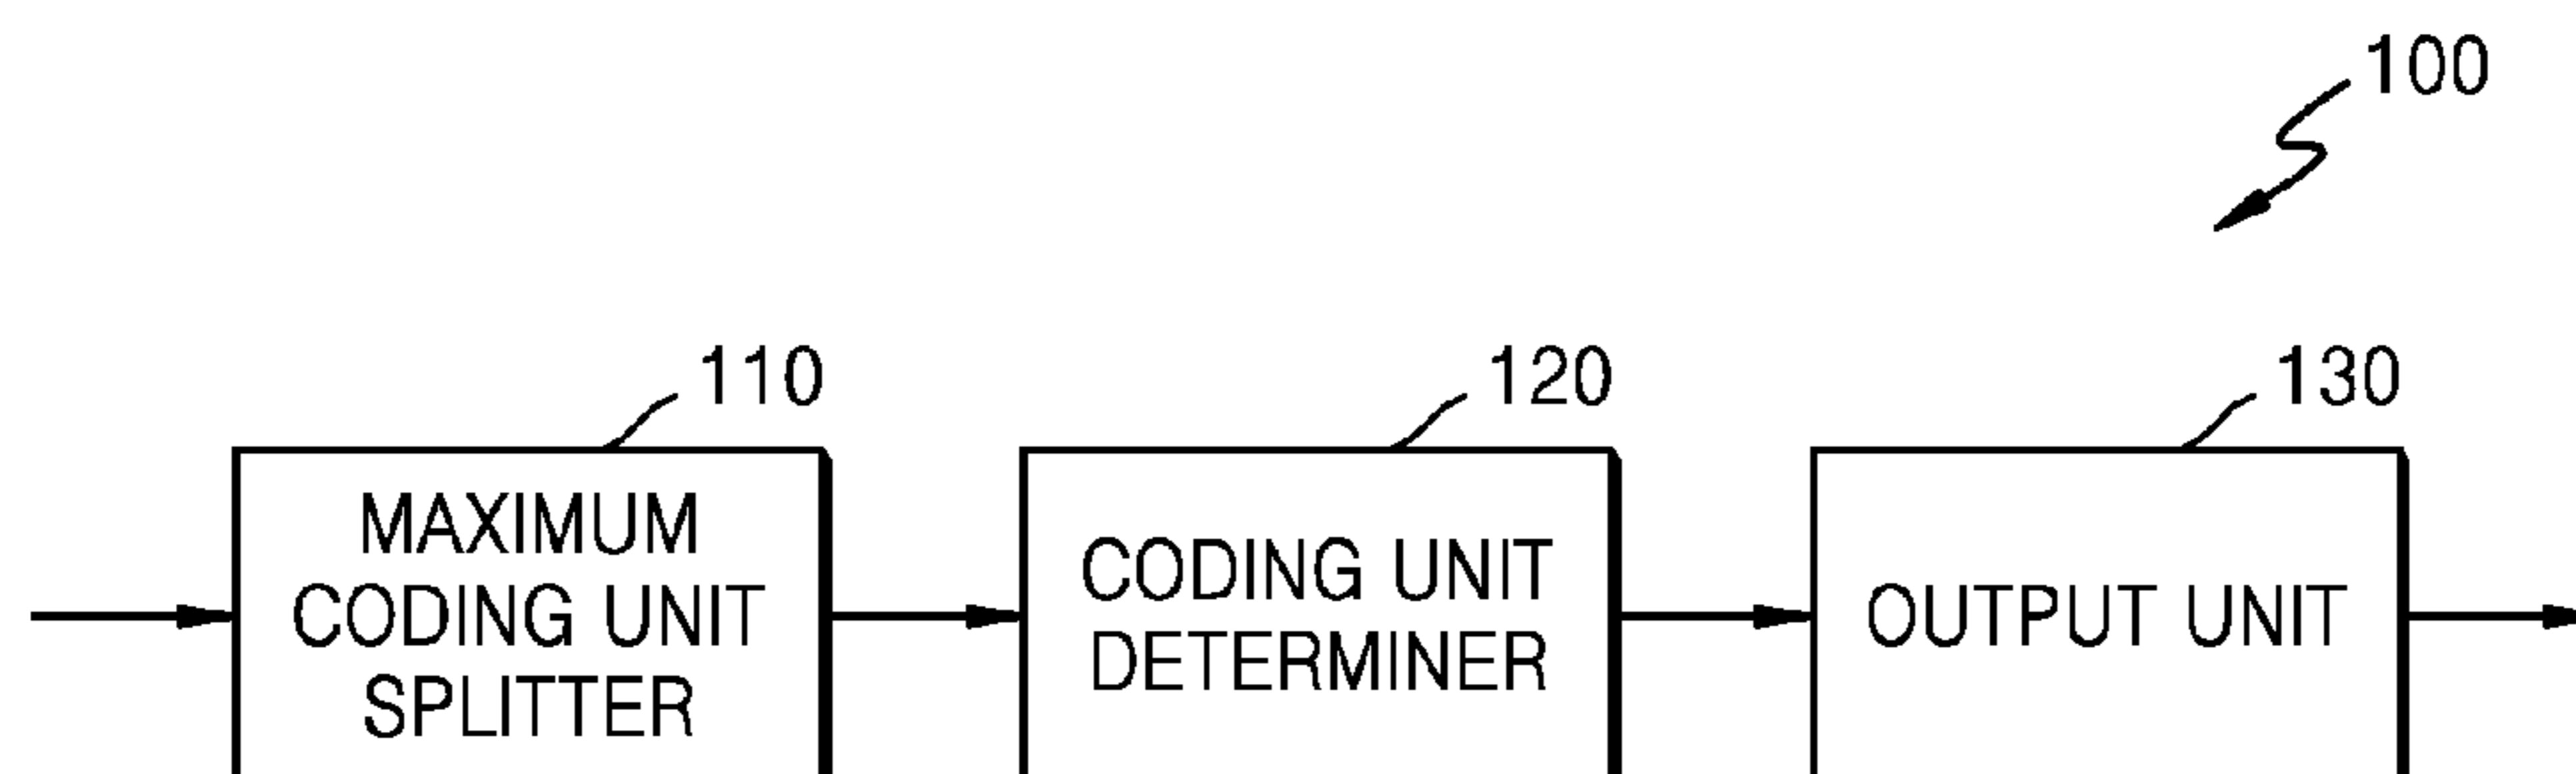 100
110
120
130
MAXIMUM
CODING UNIT
SPLITTER
CODING UNIT
DETERMINER
OUTPUT UNIT